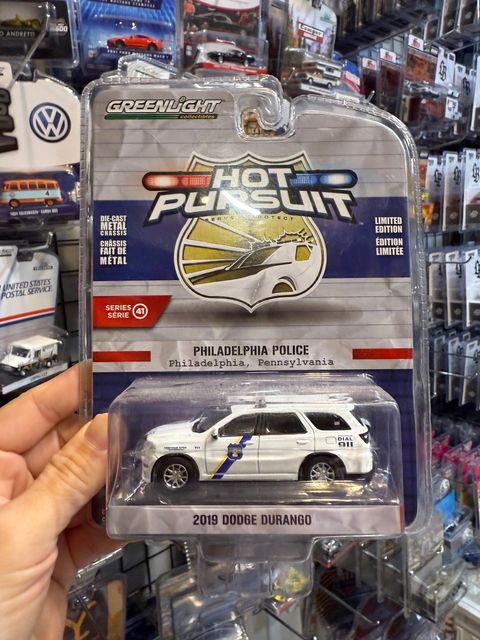 O ANDRETTI
GREENLIGHT
collectibles
HOT
PURSUIT
DIE-CAST
METAL
CHASSIS
CHÂSSIS
FAIT DE
MÉTAL
LIMITED
EDITION
ÉDITION
LIMITÉE
SERIES
SÉRIE
41
PHILADELPHIA POLICE
Philadelphia, Pennsylvania
DIAL
911
2019 DODGE DURANGO
UNITED STATES
POSTAL SERVICE